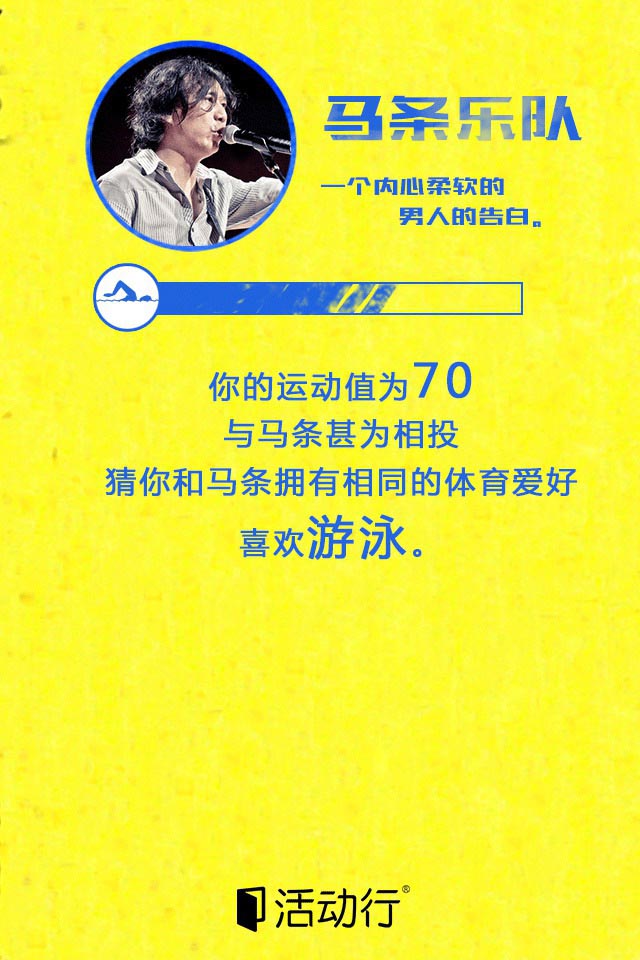 马条乐队
一个内心柔软的
男人的告白。
你的运动值为70
与马条甚为相投
猜你和马条拥有相同的体育爱好
喜欢游泳。
活动行®